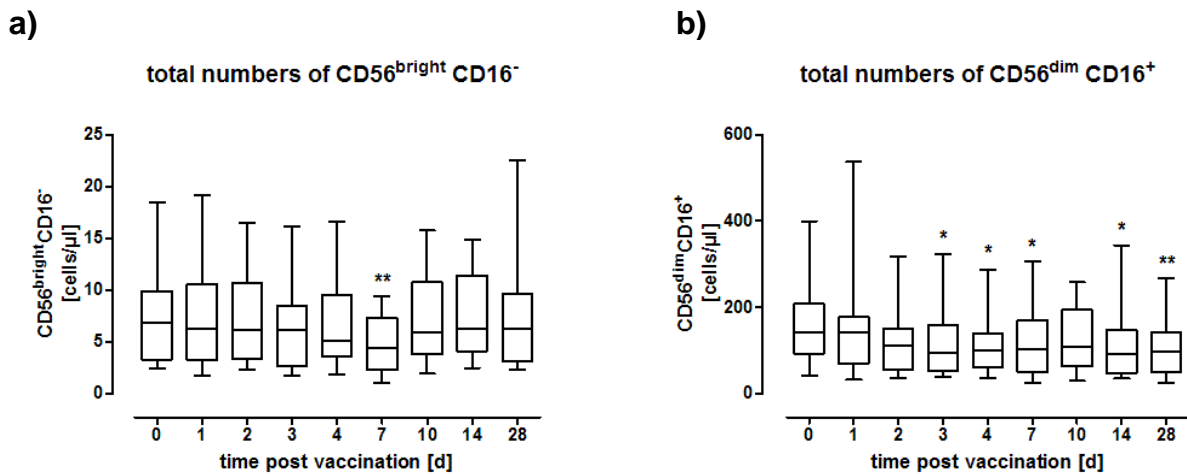 a)
total numbers of CD56bright CD16-
CD56brightCD16-
[cells/µl]
25
20
15
10
5
0
**
0 1 2 3 4 7 10 14 28
time post vaccination [d]
b)
total numbers of CD56dim CD16+
CD56dimCD16+
[cells/µl]
600
400
200
0
* * * * **
0 1 2 3 4 7 10 14 28
time post vaccination [d]